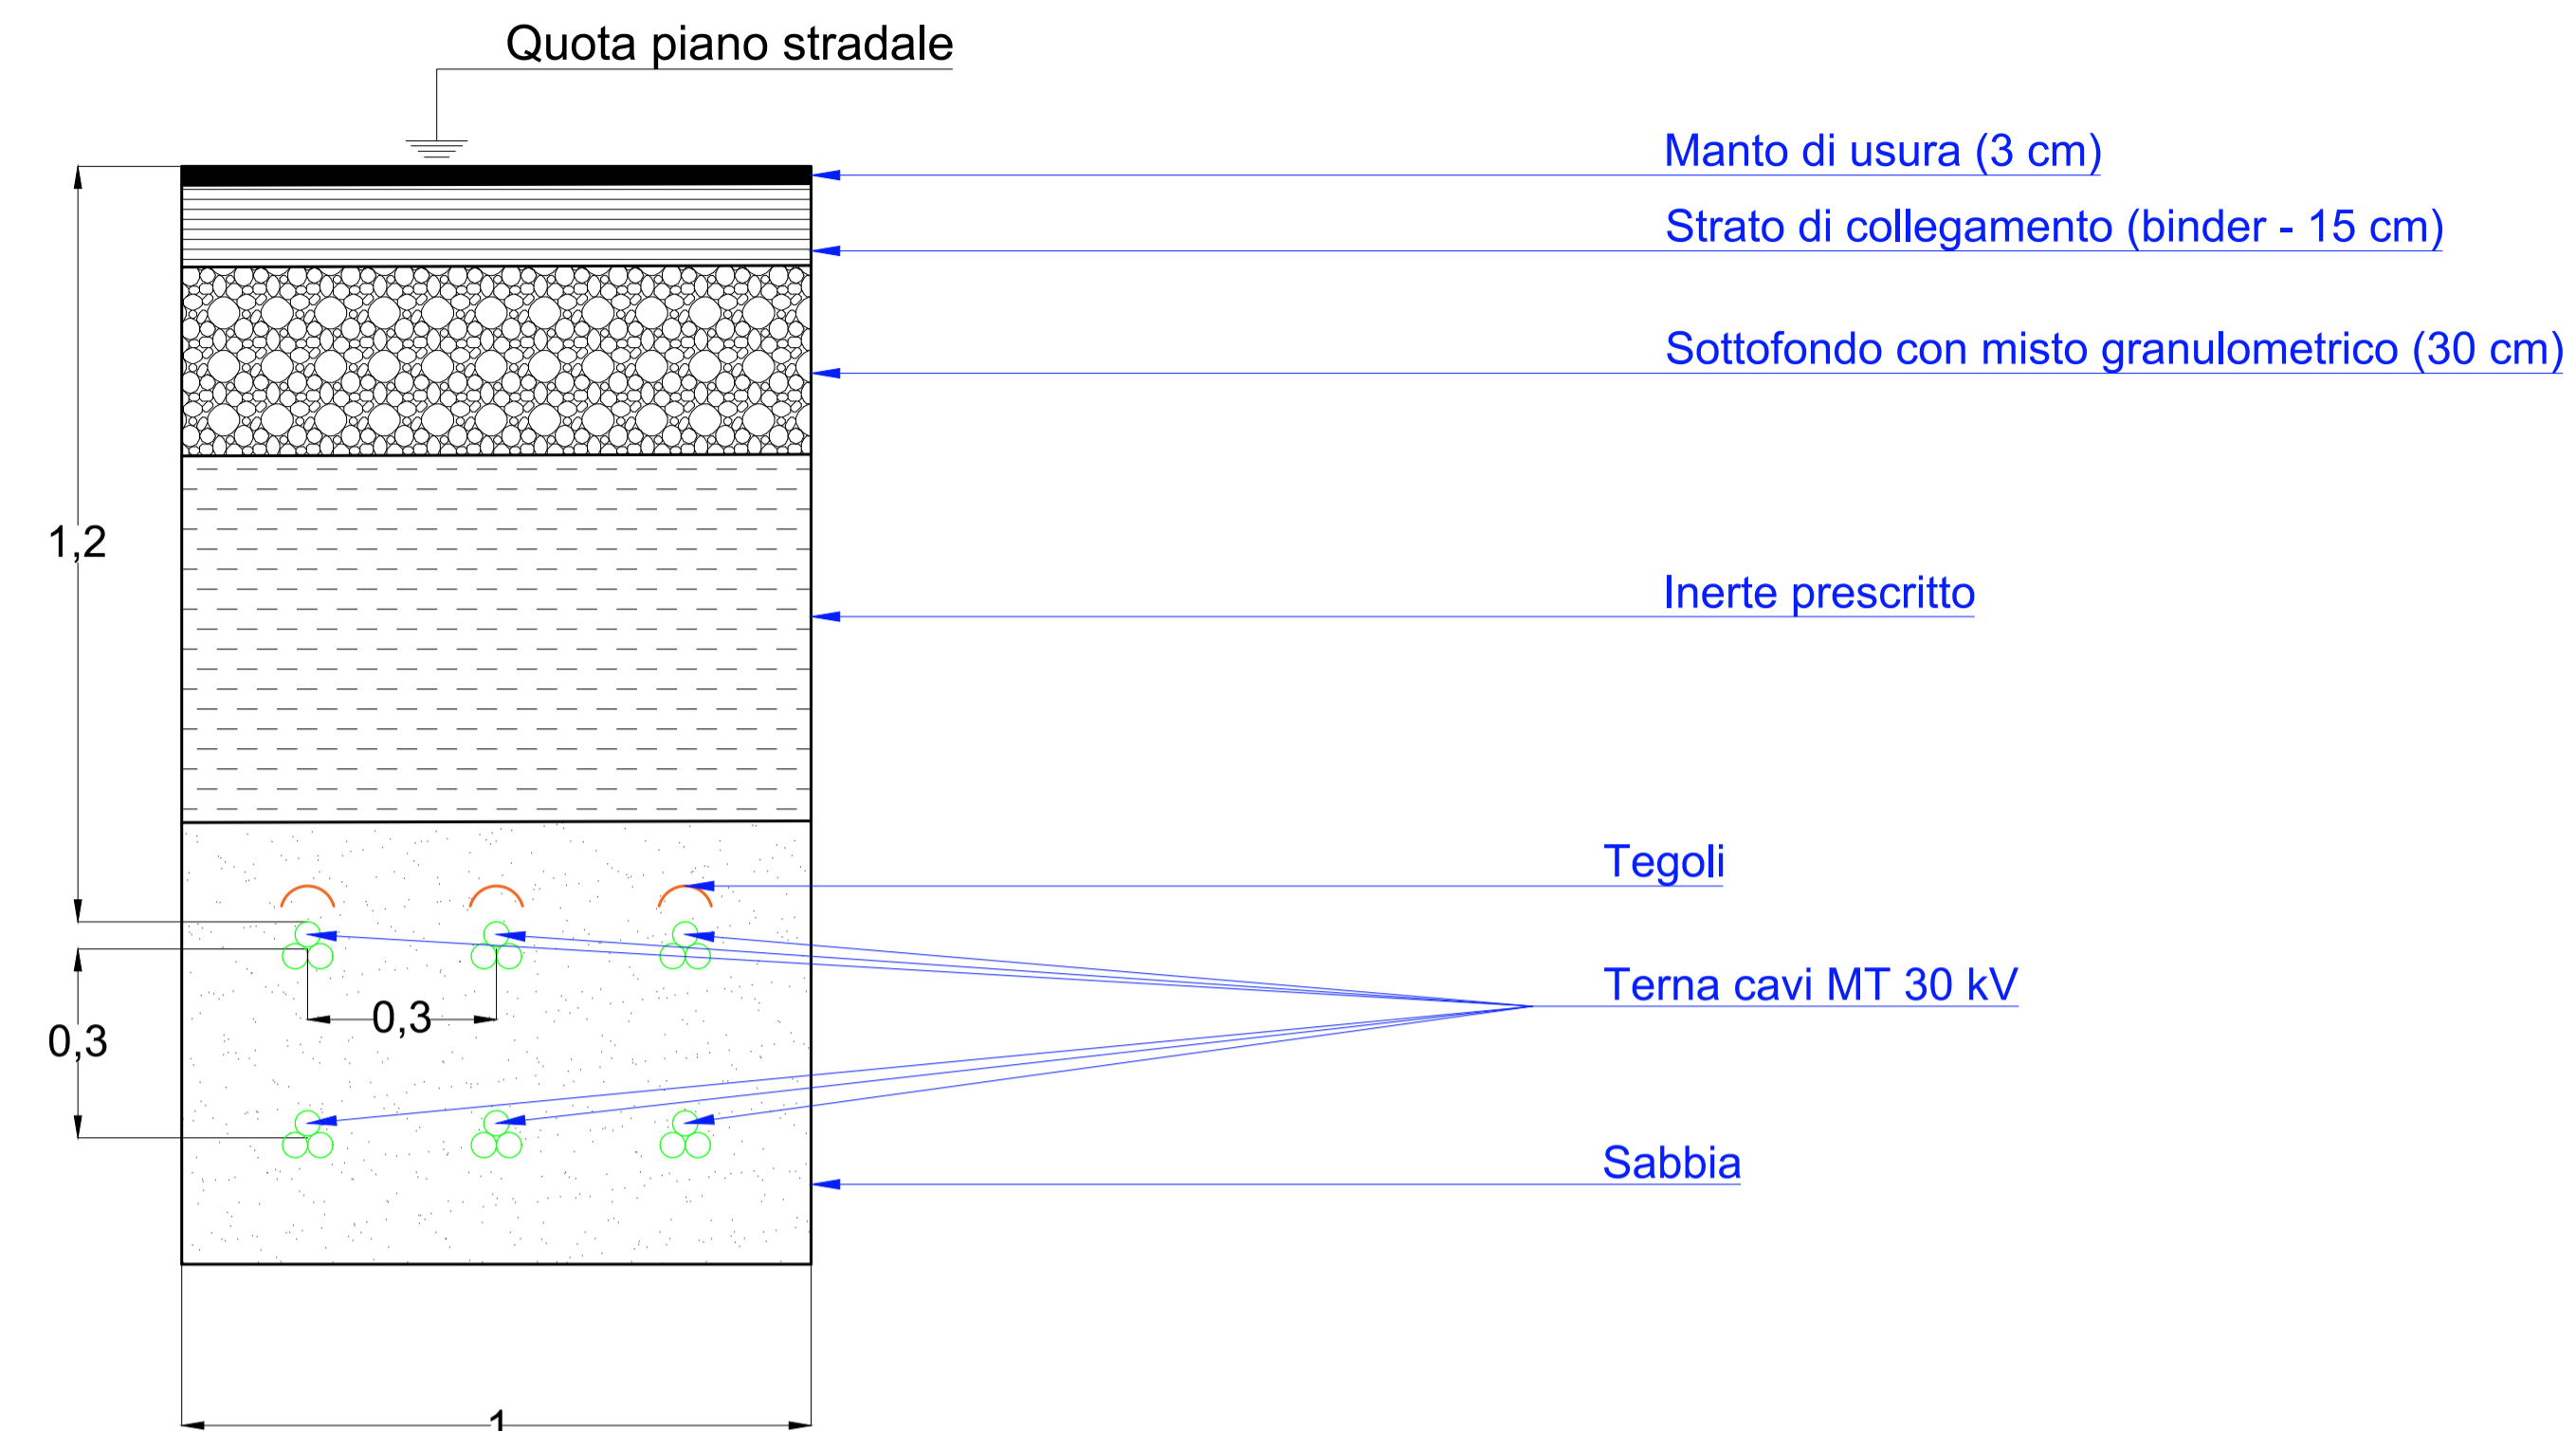 Quota piano stradale
Manto di usura (3 cm)
Strato di collegamento (binder - 15 cm)
Sottofondo con misto granulometrico (30 cm)
1,2
Inerte prescritto
Tegoli
Terna cavi MT 30 kV
0,3
0,3
Sabbia
1